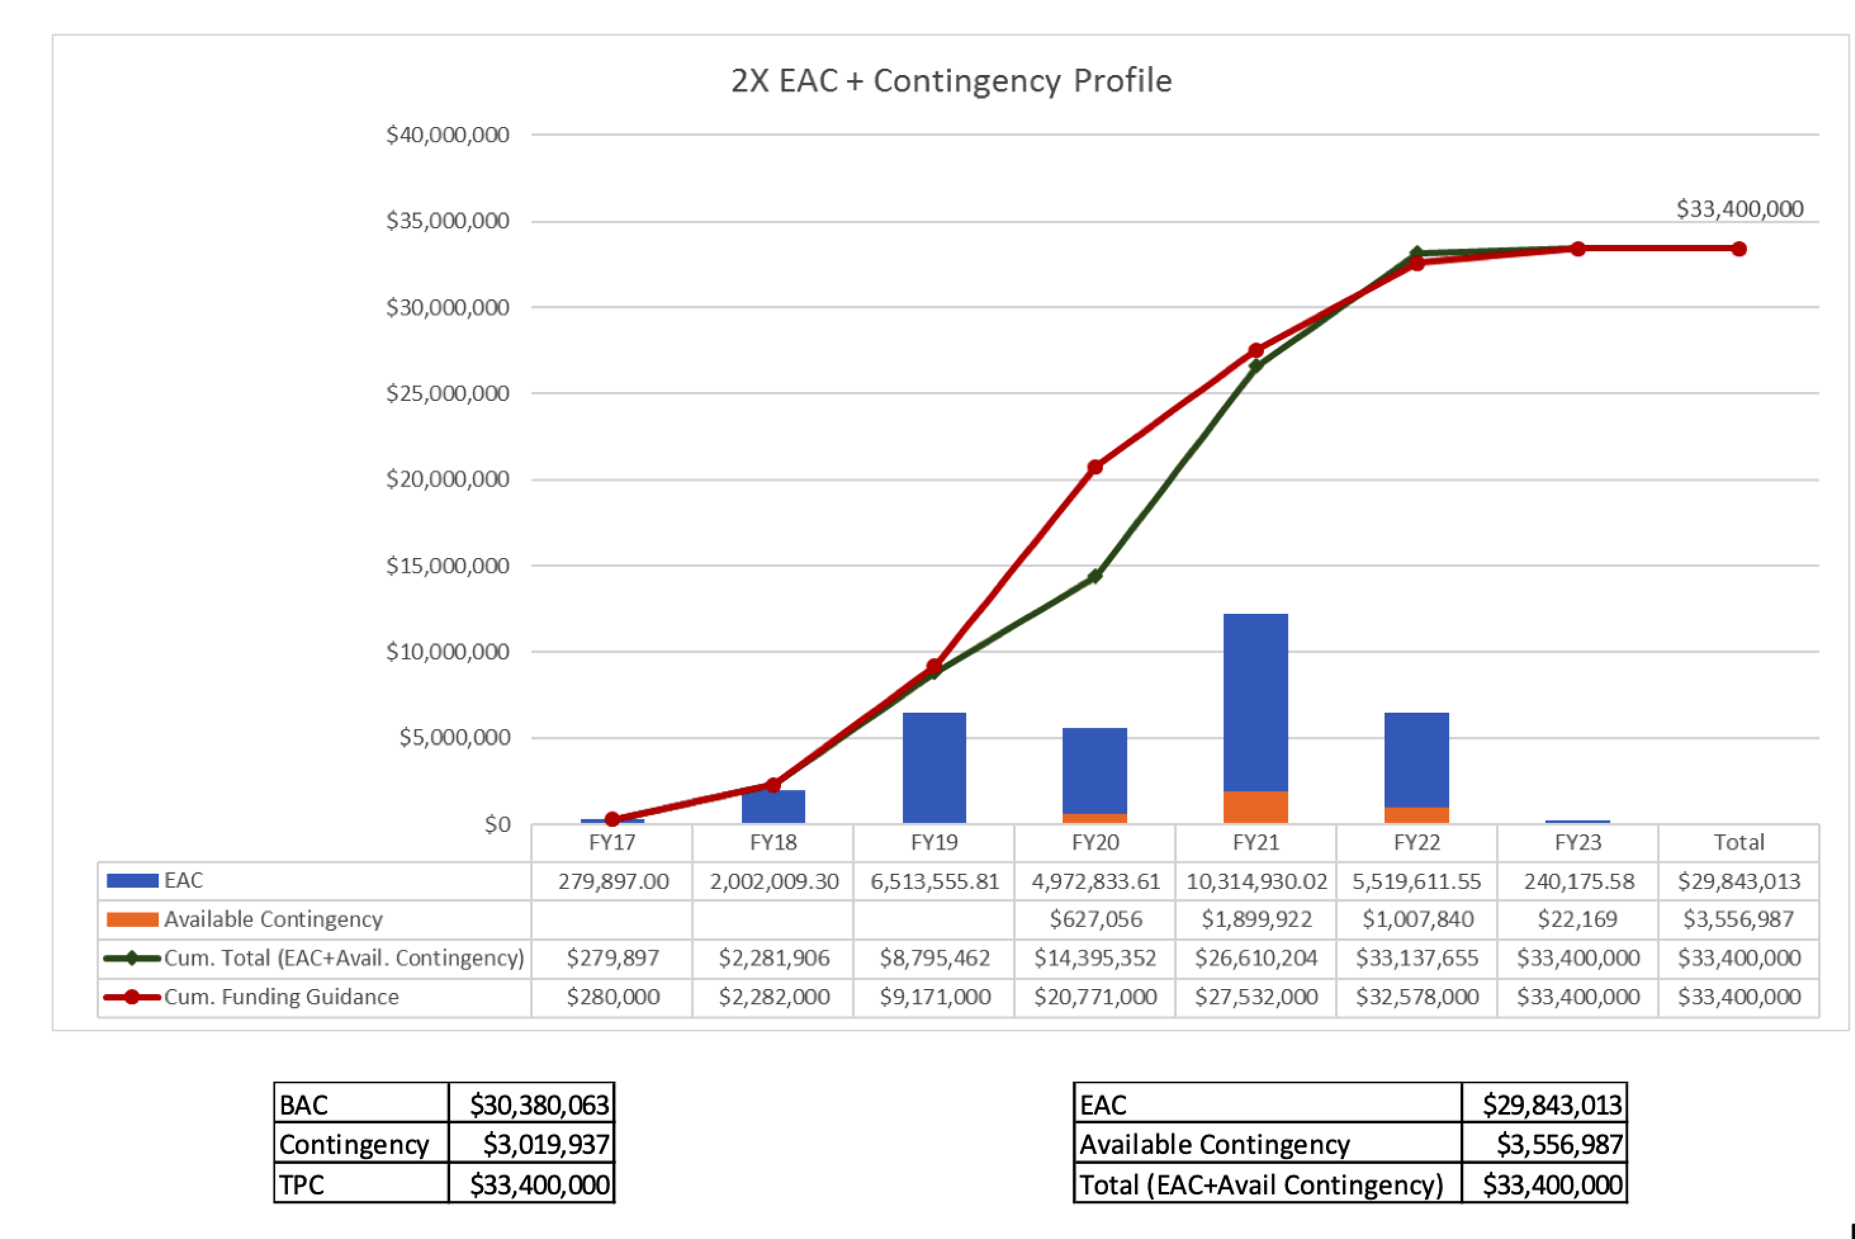 2X EAC + Contingency Profile
$40,000,000
$35,000,000
$33,400,000
$30,000,000
$25,000,000
$20,000,000
$15,000,000
$10,000,000
$5,000,000
$0
FY17 FY18 FY19 FY20 FY21 FY22 FY23 Total
EAC 279,897.00 2,002,009.30 6,513,555.81 4,972,833.61 10,314,930.02 5,519,611.55 240,175.58 $29,843,013
Available Contingency $627,056 $1,899,922 $1,007,840 $22,169 $3,556,987
Cum. Total (EAC+Avail. Contingency) $279,897 $2,281,906 $8,795,462 $14,395,352 $26,610,204 $33,137,655 $33,400,000 $33,400,000
Cum. Funding Guidance $280,000 $2,282,000 $9,171,000 $20,771,000 $27,532,000 $32,578,000 $33,400,000 $33,400,000
BAC $30,380,063
Contingency $3,019,937
TPC $33,400,000
EAC $29,843,013
Available Contingency $3,556,987
Total (EAC+Avail Contingency) $33,400,000